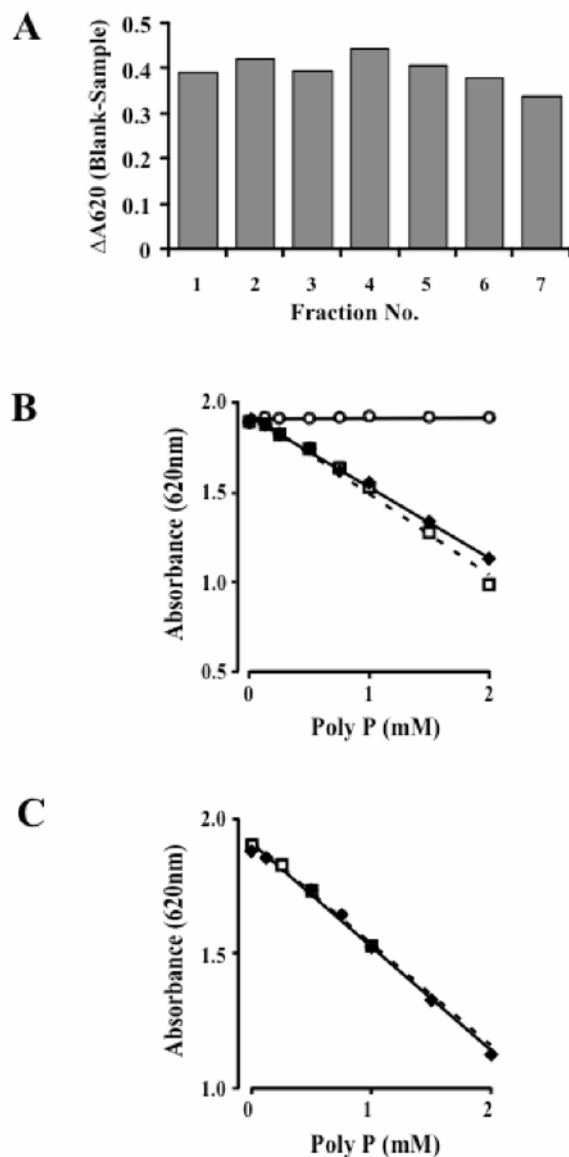 A
ΔA620 (Blank-Sample)
0.5
0.4
0.3
0.2
0.1
0
1 2 3 4 5 6 7
Fraction No.
B
Absorbance (620nm)
2.0
1.5
1.0
0.5
0 1 2
Poly P (mM)
C
Absorbance (620nm)
2.0
1.5
1.0
0 1 2
Poly P (mM)